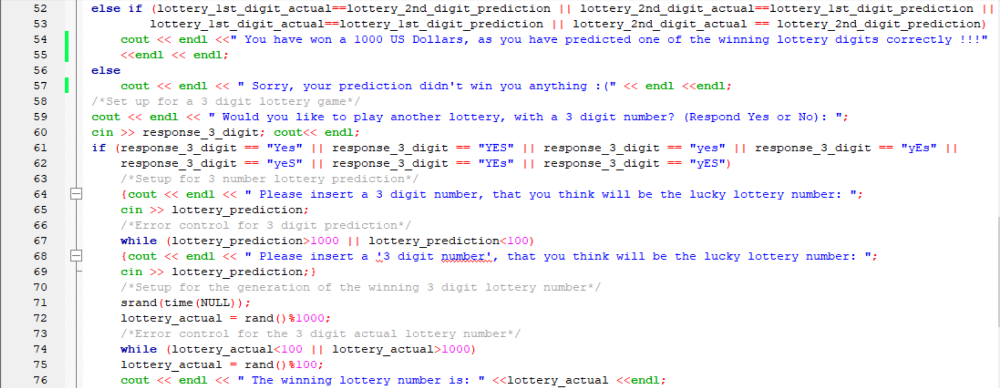 52 else if (lottery_1st_digit_actual==lottery_2nd_digit_prediction || lottery_2nd_digit_actual==lottery_1st_digit_prediction ||
53 lottery_1st_digit_actual==lottery_1st_digit_prediction || lottery_2nd_digit_actual == lottery_2nd_digit_prediction)
54 cout << endl <<" You have won a 1000 US Dollars, as you have predicted one of the winning lottery digits correctly !!!"
55 <<endl << endl;
56 else
57 cout << endl << " Sorry, your prediction didn't win you anything :(" << endl <<endl;
58 /*Set up for a 3 digit lottery game*/
59 cout << endl << " Would you like to play another lottery, with a 3 digit number? (Respond Yes or No): ";
60 cin >> response_3_digit; cout<< endl;
61 if (response_3_digit == "Yes" || response_3_digit == "YES" || response_3_digit == "yes" || response_3_digit == "yEs" ||
62 response_3_digit == "yeS" || response_3_digit == "YEs" || response_3_digit == "yES")
63 /*Setup for 3 number lottery prediction*/
64 {cout << endl << " Please insert a 3 digit number, that you think will be the lucky lottery number: ";
65 cin >> lottery_prediction;
66 /*Error control for 3 digit prediction*/
67 while (lottery_prediction>1000 || lottery_prediction<100)
68 {cout << endl << " Please insert a '3 digit number', that you think will be the lucky lottery number: ";
69 cin >> lottery_prediction;}
70 /*Setup for the generation of the winning 3 digit lottery number*/
71 srand(time(NULL));
72 lottery_actual = rand()%1000;
73 /*Error control for the 3 digit actual lottery number*/
74 while (lottery_actual<100 || lottery_actual>1000)
75 lottery_actual = rand()%100;
76 cout << endl << " The winning lottery number is: " <<lottery_actual <<endl;